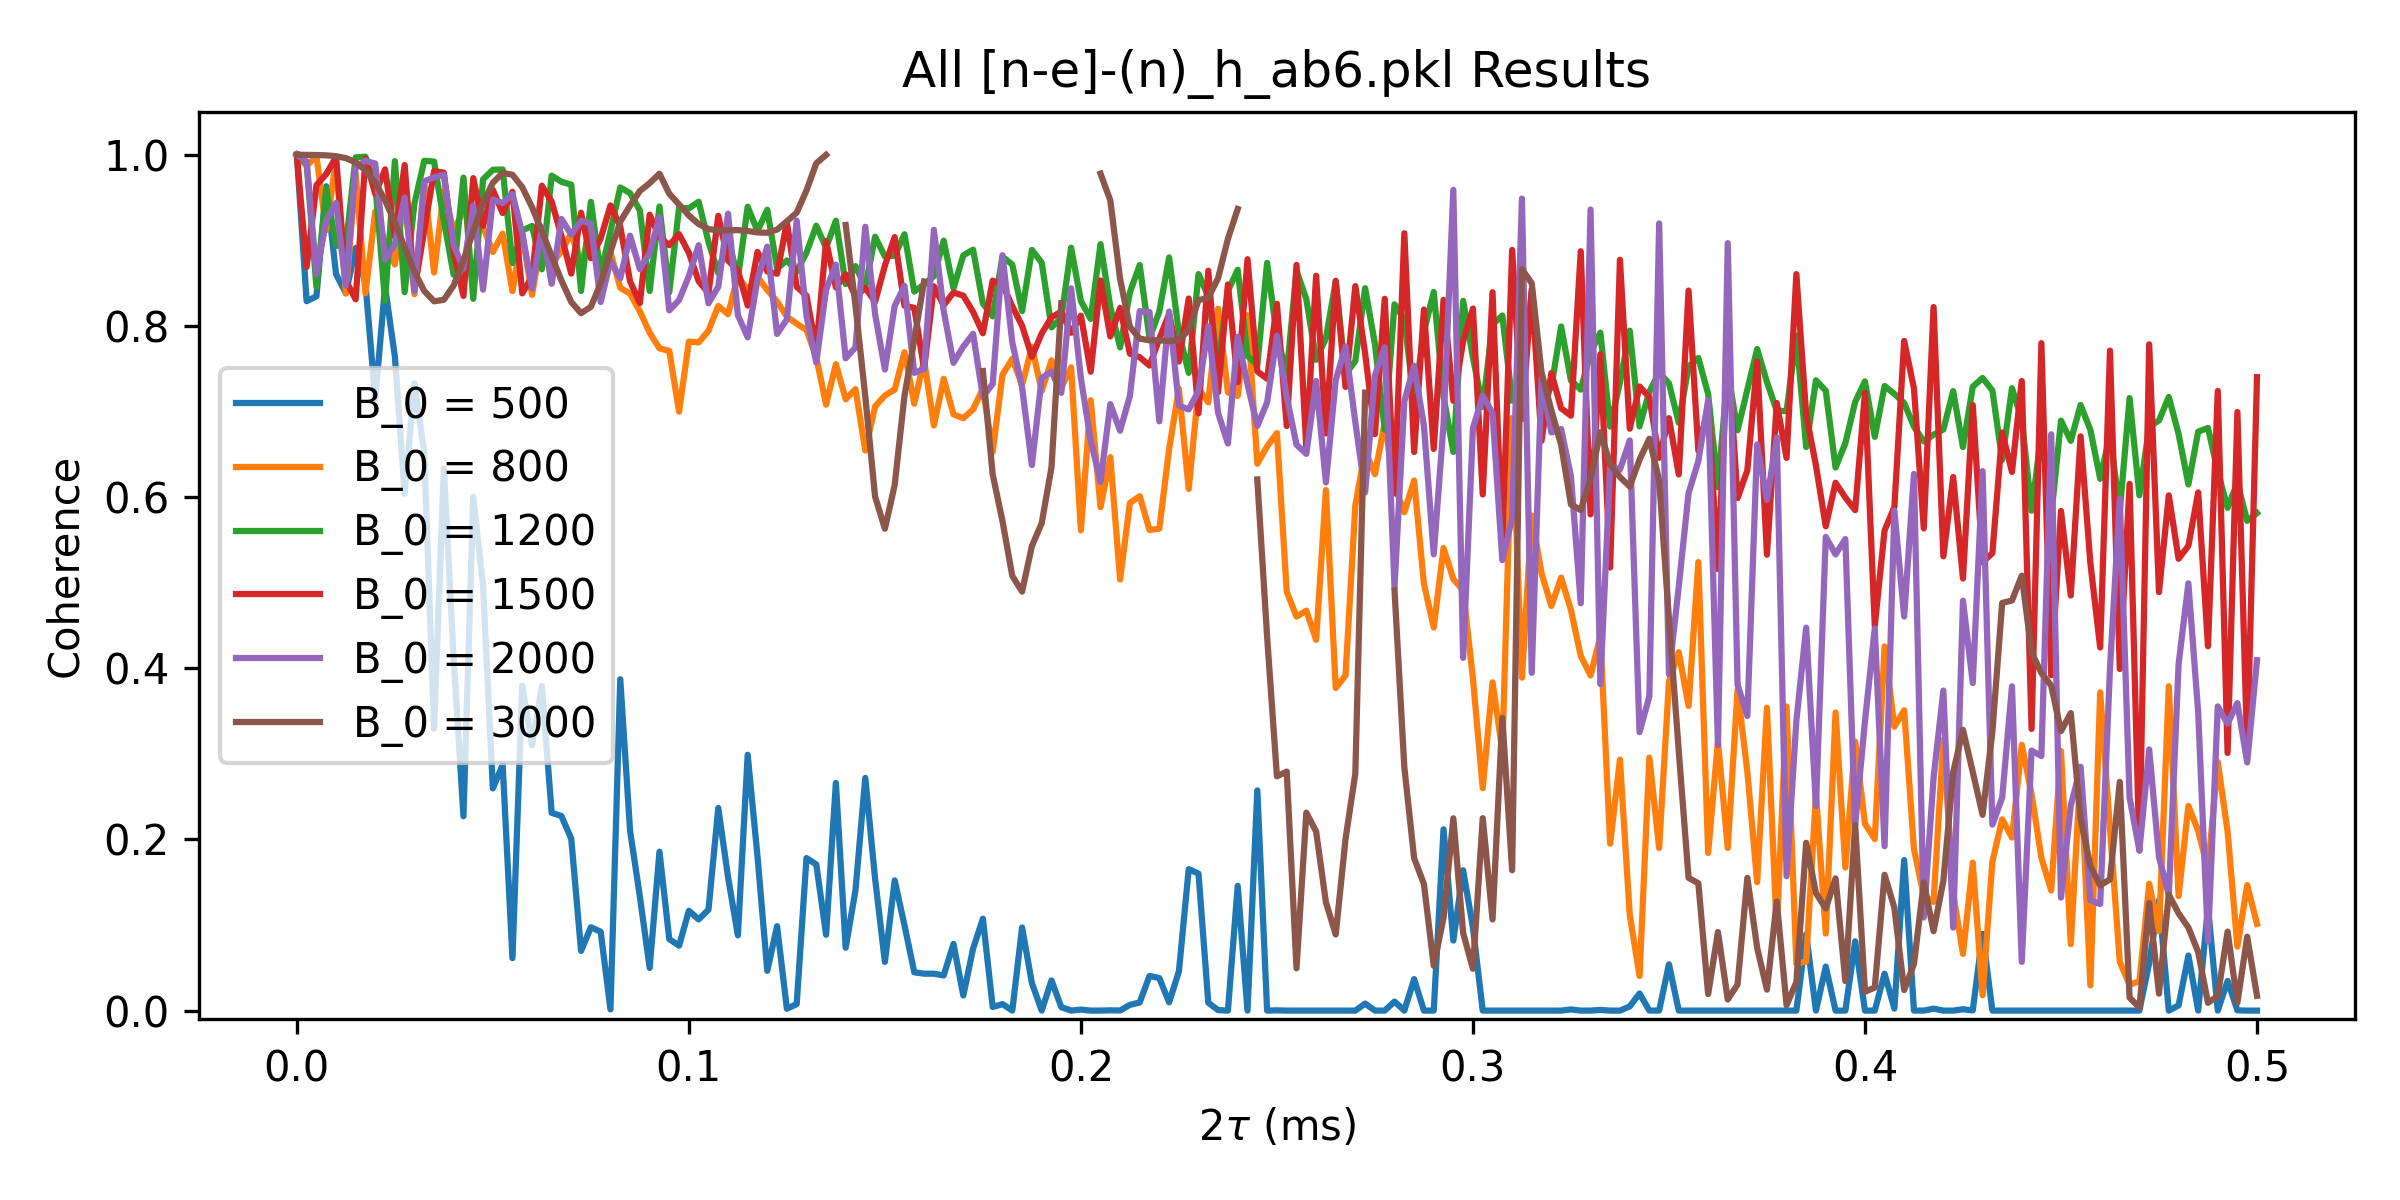 All [n-e]-(n)_h_ab6.pkl Results
Coherence
1.0
0.8
0.6
0.4
0.2
0.0
B_0 = 500
B_0 = 800
B_0 = 1200
B_0 = 1500
B_0 = 2000
B_0 = 3000
0.0 0.1 0.2 0.3 0.4 0.5
2τ (ms)